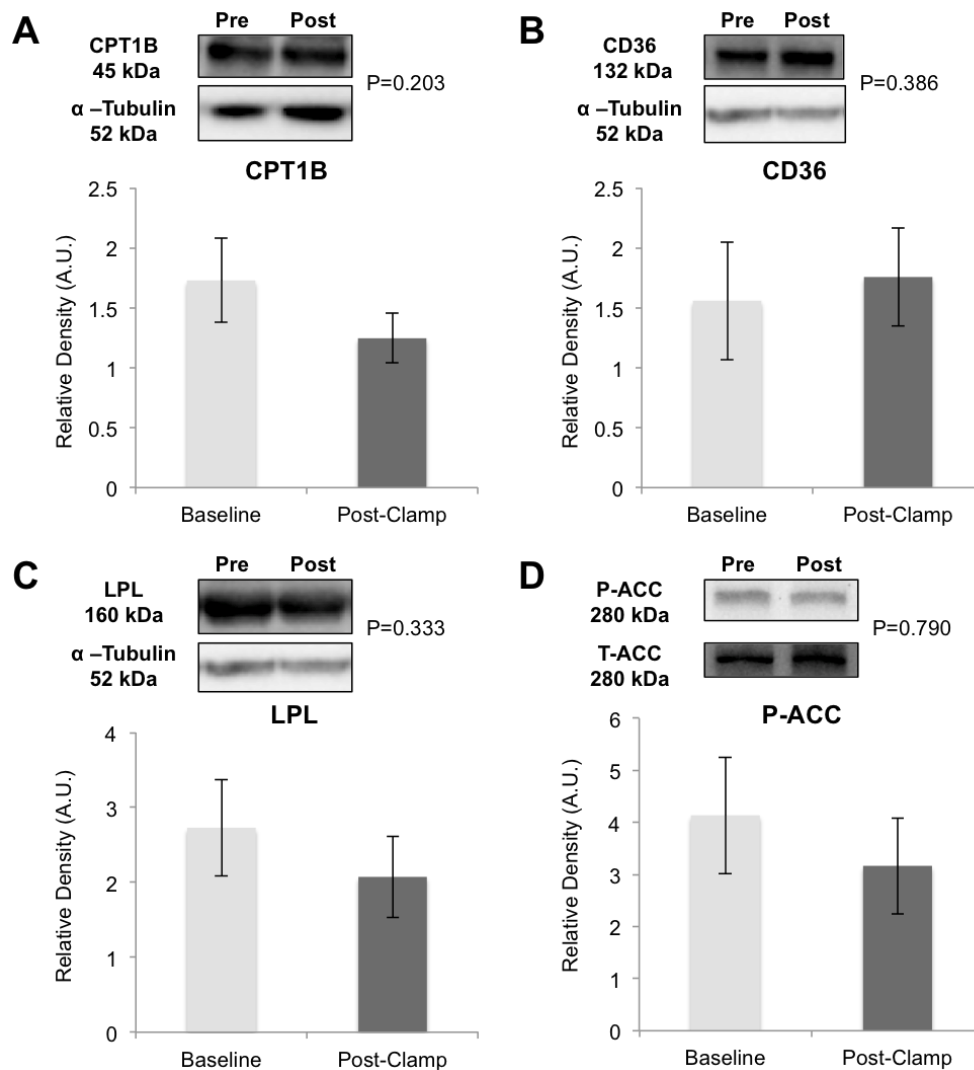 A
Pre Post
CPT1B
45 kDa
P=0.203
α –Tubulin
52 kDa
CPT1B
Relative Density (A.U.)
2.5
2
1.5
1
0.5
0
Baseline Post-Clamp
B
Pre Post
CD36
132 kDa
P=0.386
α –Tubulin
52 kDa
CD36
Relative Density (A.U.)
2.5
2
1.5
1
0.5
0
Baseline Post-Clamp
C
Pre Post
LPL
160 kDa
P=0.333
α –Tubulin
52 kDa
LPL
Relative Density (A.U.)
4
3
2
1
0
Baseline Post-Clamp
D
Pre Post
P-ACC
280 kDa
P=0.790
T-ACC
280 kDa
P-ACC
Relative Density (A.U.)
6
5
4
3
2
1
0
Baseline Post-Clamp